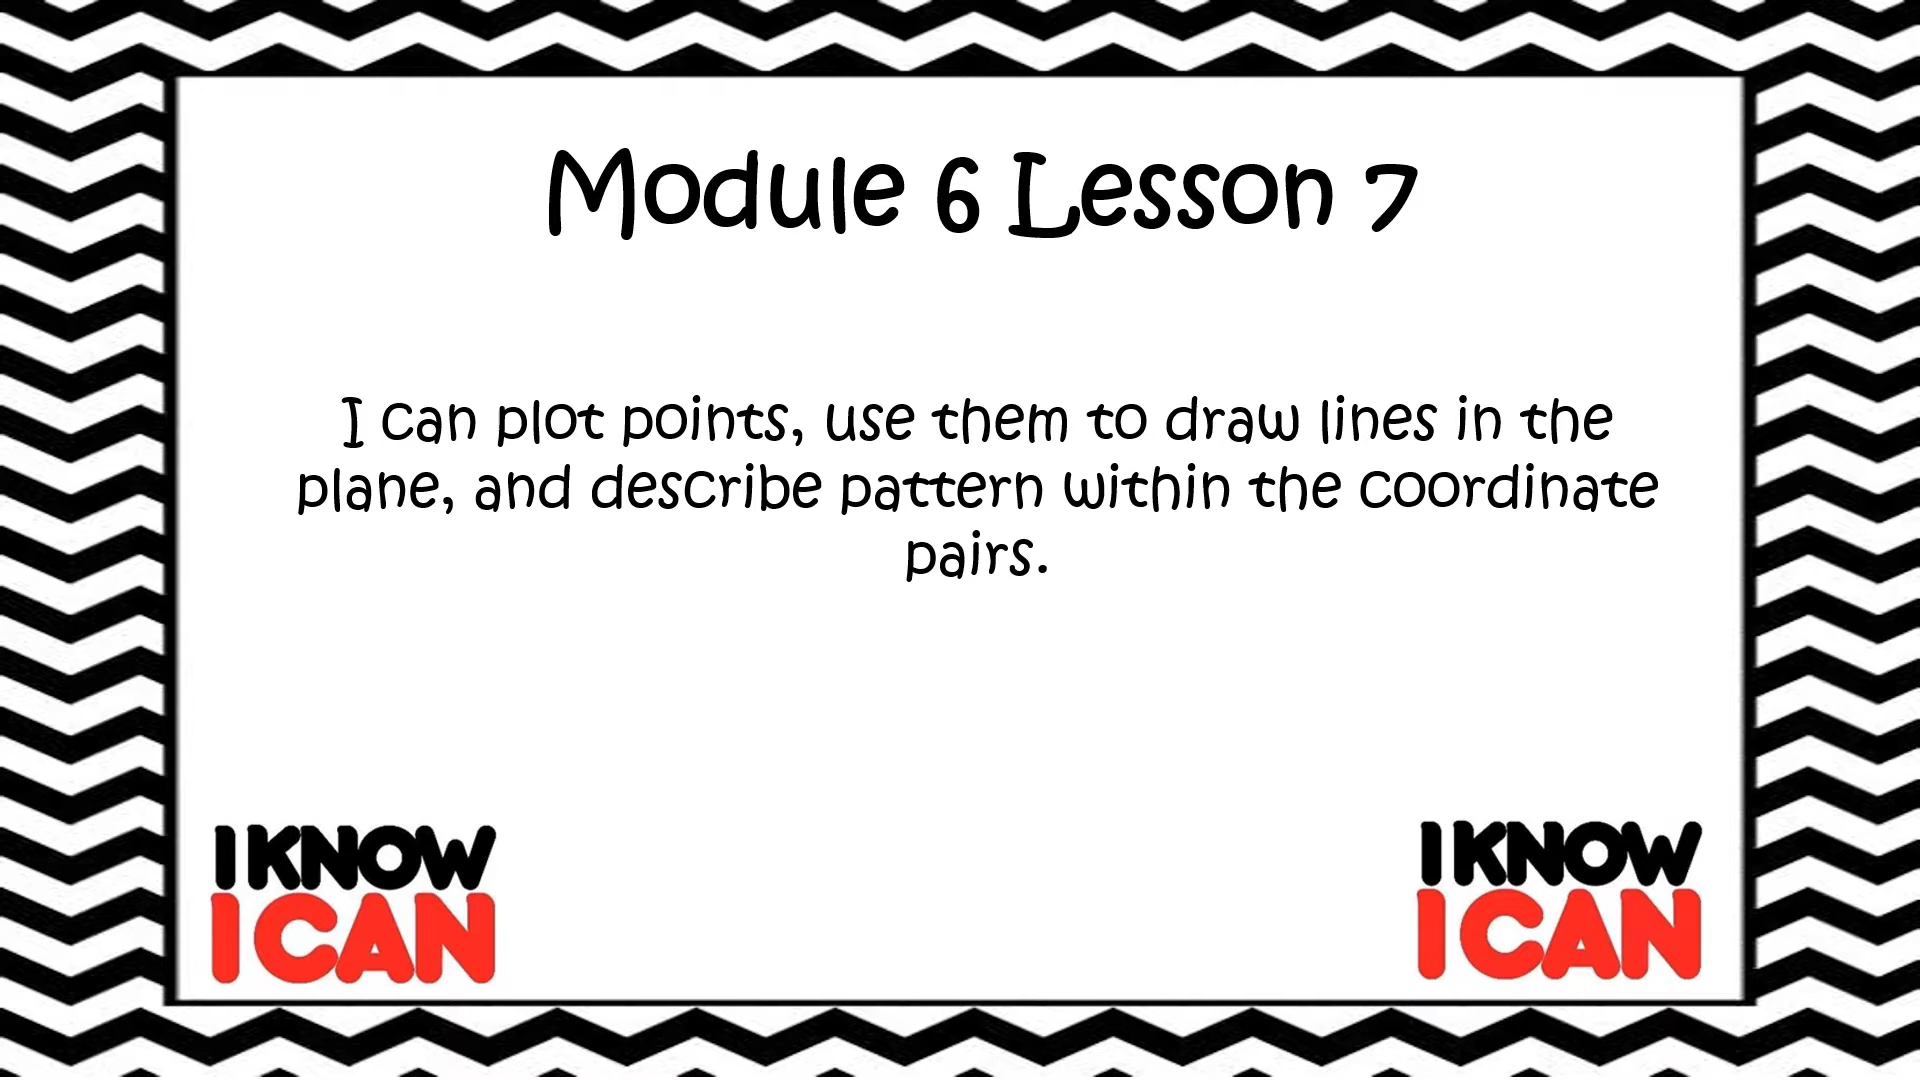 Module 6 Lesson 7
I can plot points, use them to draw lines in the
plane, and describe pattern within the coordinate
pairs.
I KNOW
I CAN
I KNOW
I CAN